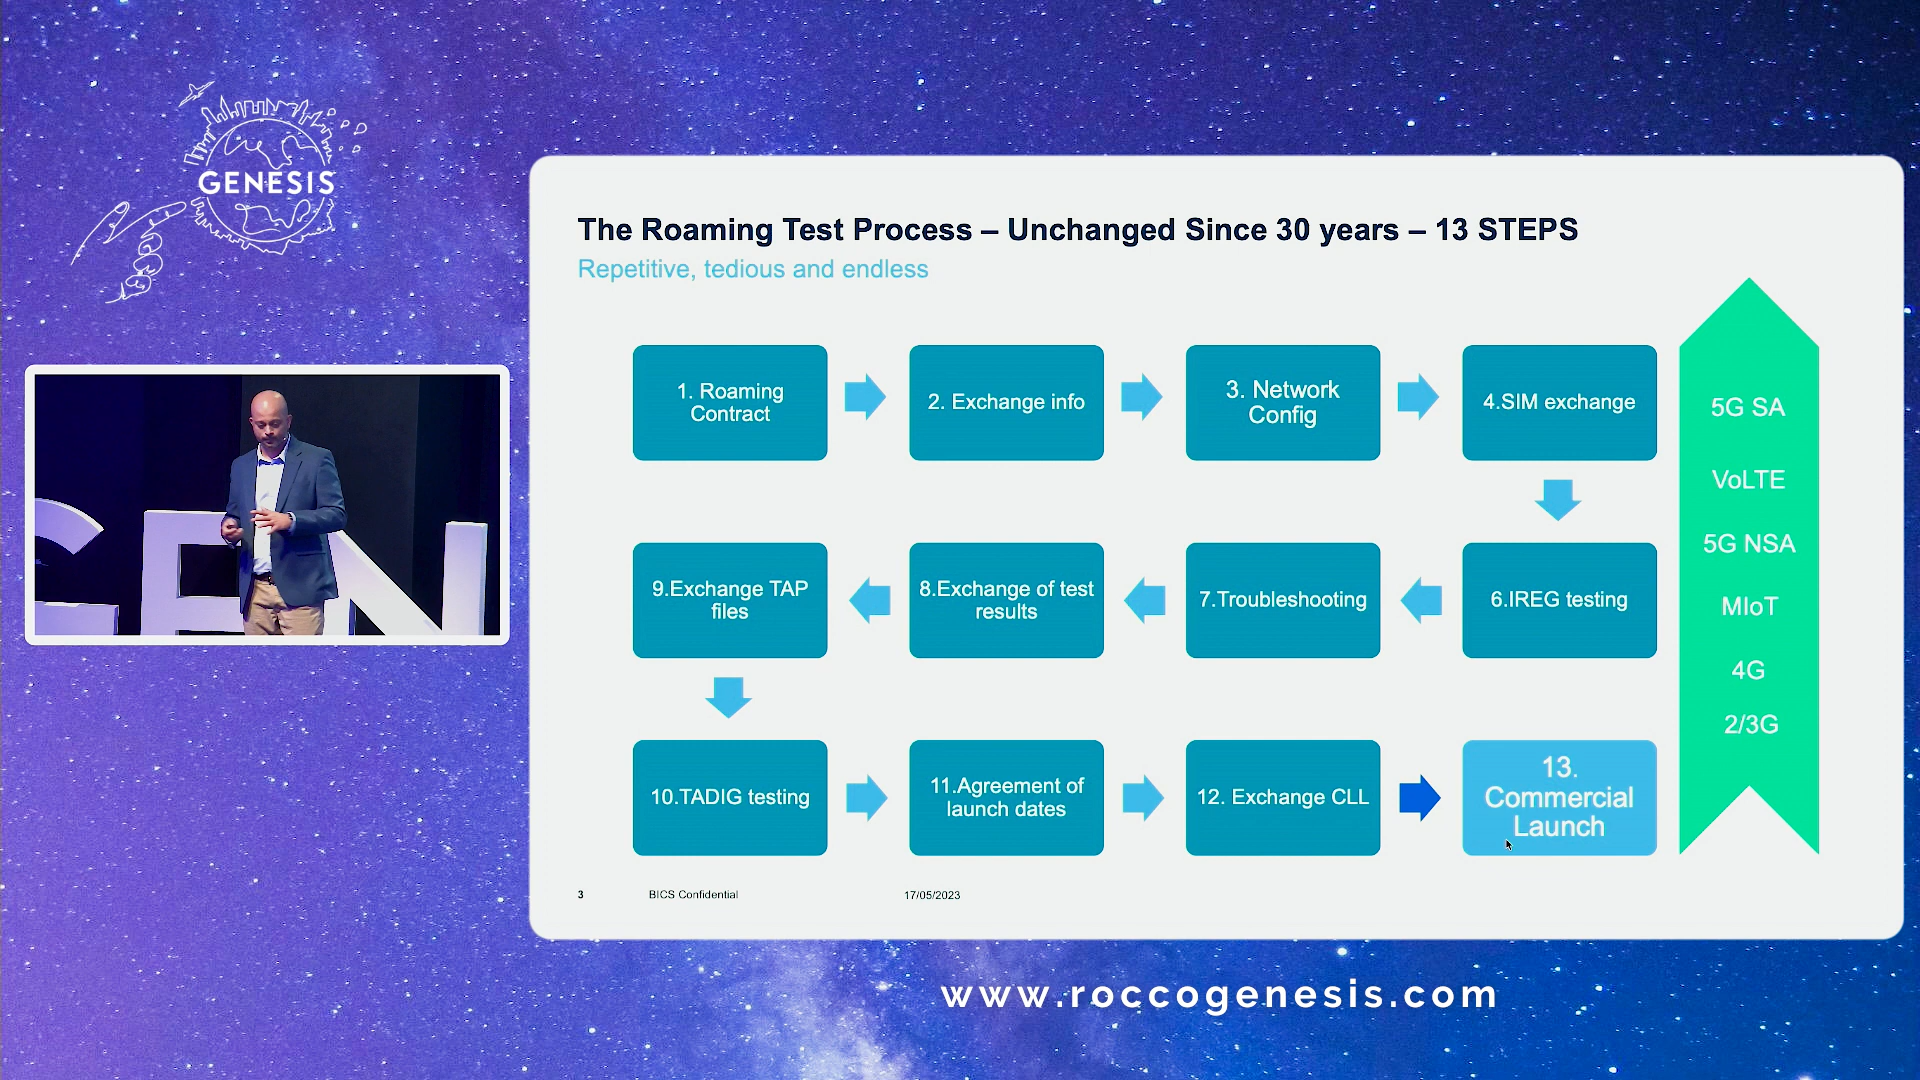 GENESIS
The Roaming Test Process – Unchanged Since 30 years – 13 STEPS
Repetitive, tedious and endless
1. Roaming
Contract
2. Exchange info
3. Network
Config
4.SIM exchange
9.Exchange TAP
files
8.Exchange of test
results
7.Troubleshooting
6.IREG testing
10.TADIG testing
11.Agreement of
launch dates
12. Exchange CLL
13.
Commercial
Launch
5G SA
VoLTE
5G NSA
MIoT
4G
2/3G
3
BICS Confidential
17/05/2023
GEN
www.roccogenesis.com